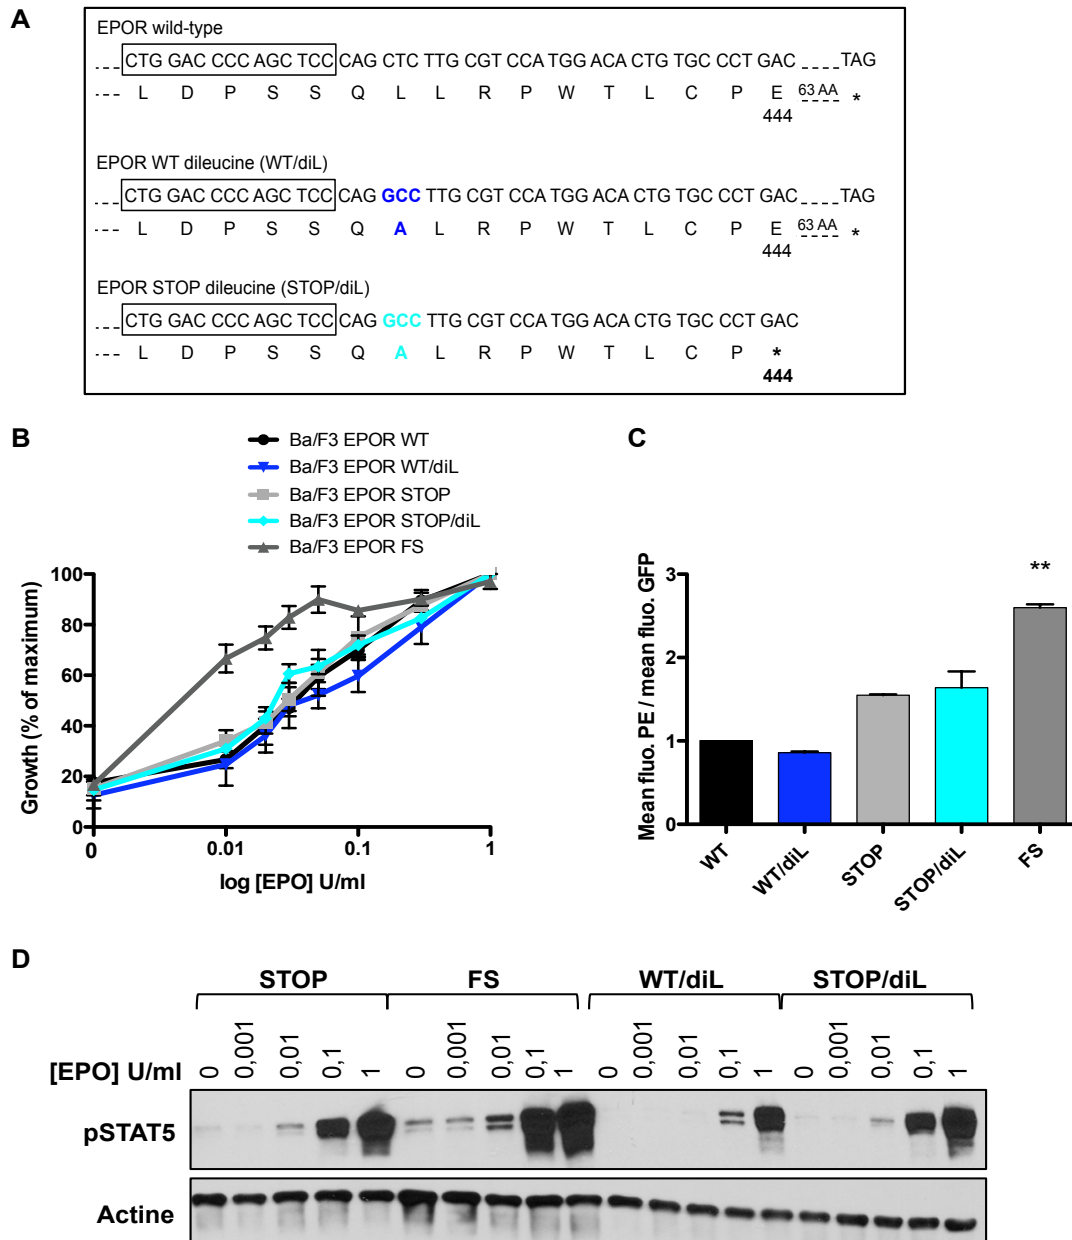 A
EPOR wild-type
--- CTG GAC CCC AGC TCC CAG CTC TTG CGT CCA TGG ACA CTG TGC CCT GAC ---- TAG
--- L D P S S Q L L R P W T L C P E 63 AA *
444
EPOR WT dileucine (WT/diL)
--- CTG GAC CCC AGC TCC CAG GCC TTG CGT CCA TGG ACA CTG TGC CCT GAC ---- TAG
--- L D P S S Q A L R P W T L C P E 63 AA *
444
EPOR STOP dileucine (STOP/diL)
--- CTG GAC CCC AGC TCC CAG GCC TTG CGT CCA TGG ACA CTG TGC CCT GAC
--- L D P S S Q A L R P W T L C P *
444
B
Ba/F3 EPOR WT
Ba/F3 EPOR WT/diL
Ba/F3 EPOR STOP
Ba/F3 EPOR STOP/diL
Ba/F3 EPOR FS
Growth (% of maximum)
100
80
60
40
20
0
0 0.01 0.1 1
log [EPO] U/ml
C
Mean fluo. PE / mean fluo. GFP
3
2
1
0
**
WT WT/diL STOP STOP/diL FS
D
STOP FS WT/diL STOP/diL
[EPO] U/ml 0 0,001 0,01 0,1 1 0 0,001 0,01 0,1 1 0 0,001 0,01 0,1 1 0 0,001 0,01 0,1 1
pSTAT5
Actine